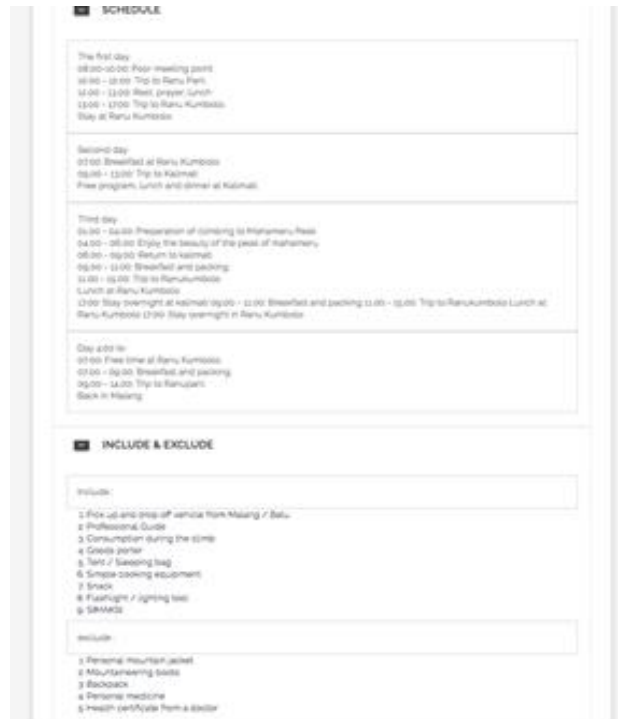 SCHEDULE
The first day
08.00-10.00: Poor meeting point
10.00 - 12.00: Trip to Ranu Pani
12.00 - 13.00: Rest, prayer, lunch
13.00 - 17.00: Trip to Ranu Kumbolo
Stay at Ranu Kumbolo
Second day
07.00: Breakfast at Ranu Kumbolo
09.00 - 13.00: Trip to Kalimati
Free program, lunch and dinner at Kalimati
Third day
01.00 - 04.00: Preparation of climbing to Mahameru Peak
04.00 - 06.00: Enjoy the beauty of the peak of mahameru
06.00 - 09.00: Return to kalimati
09.00 - 11.00: Breakfast and packing
11.00 - 15.00: Trip to Ranukumbolo
Lunch at Ranu Kumbolo
17.00: Stay overnight at kalimati 09.00 - 11.00: Breakfast and packing 11.00 - 15.00: Trip to Ranukumbolo Lunch at
Ranu Kumbolo 17.00: Stay overnight in Ranu Kumbolo
Day
07.00: Free time at Ranu Kumbolo
07.00 - 09.00: Breakfast and packing
09.00 - 14.00: Trip to Ranupani
Back in Malang
INCLUDE & EXCLUDE
Include:
1. Pick up and drop off vehicle from Malang / Batu
2. Professional Guide
3. Consumption during the climb
4. Goods porter
5. Tent / Sleeping bag
6. Simple cooking equipment
7. Snack
8. Flashlight / lighting tool
9. SIMAKSI
exclude:
1. Personal mountain jacket
2. Mountaineering boots
3. Backpack
4. Personal medicine
5. Health certificate from a doctor